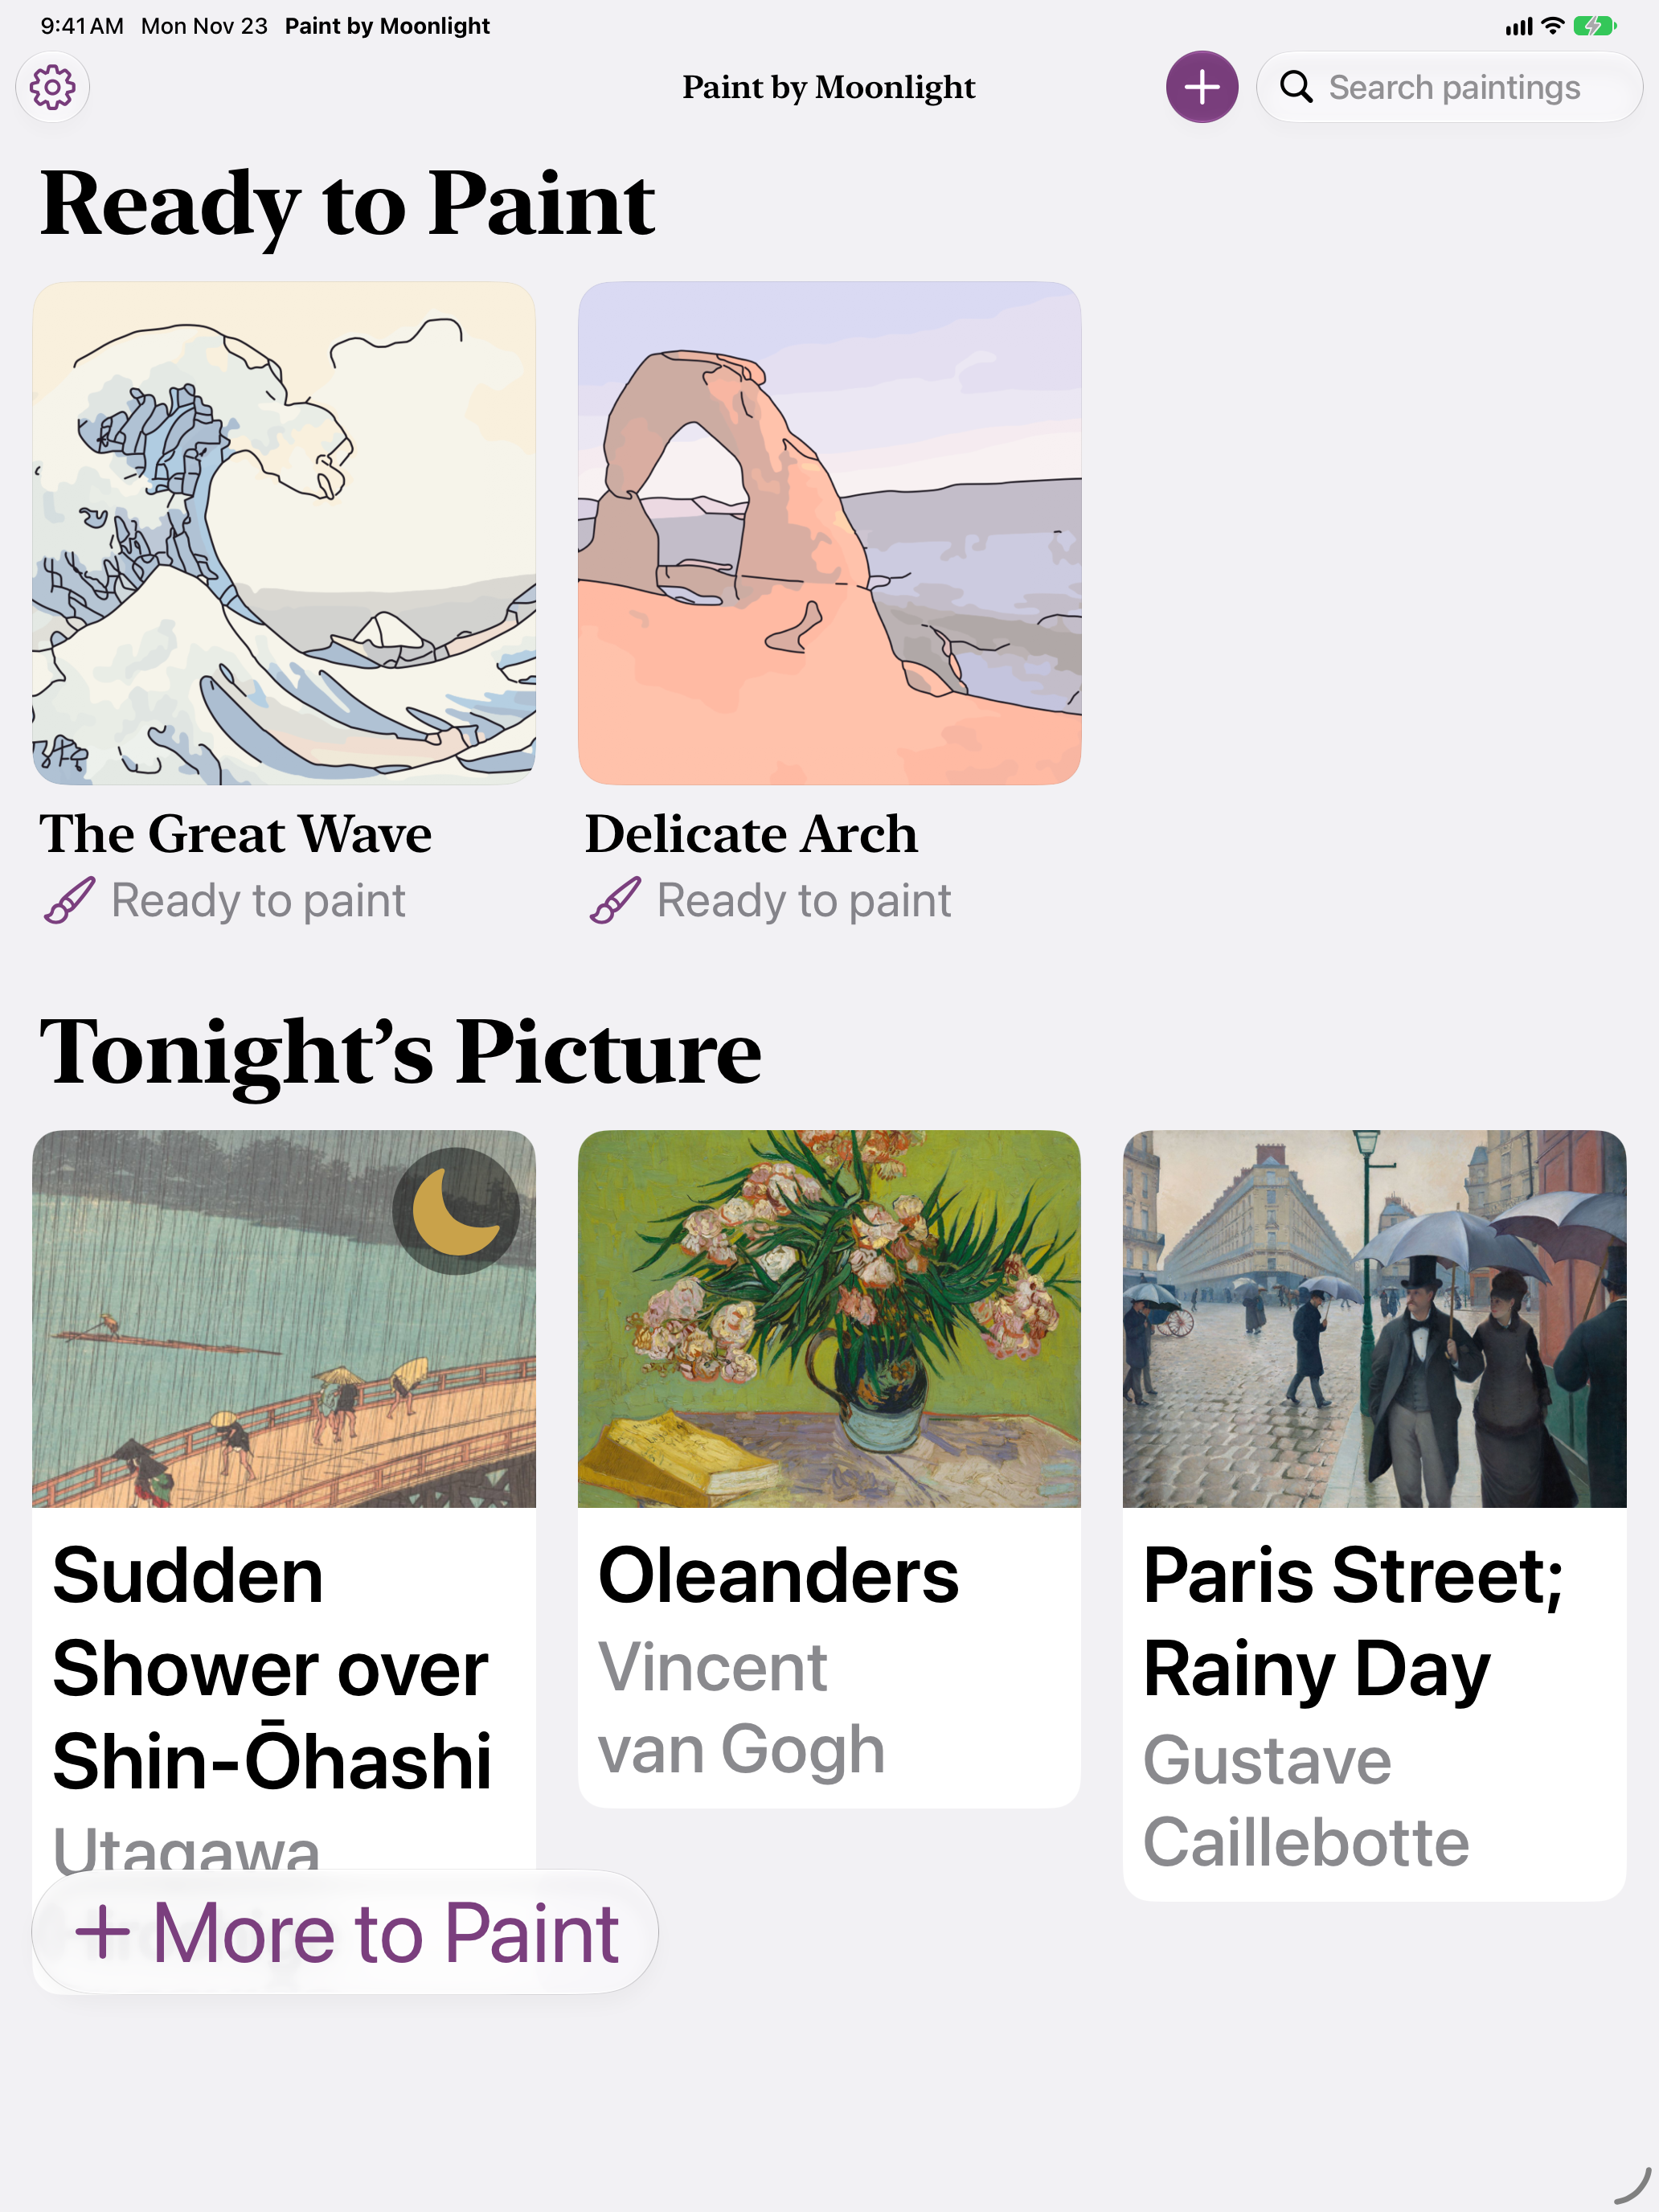 9:41 AM Mon Nov 23 Paint by Moonlight
Paint by Moonlight
Search paintings
Ready to Paint
The Great Wave
Ready to paint
Delicate Arch
Ready to paint
Tonight’s Picture
Sudden
Shower over
Shin-Ōhashi
Utagawa
Oleanders
Vincent
van Gogh
Paris Street;
Rainy Day
Gustave
Caillebotte
+ More to Paint